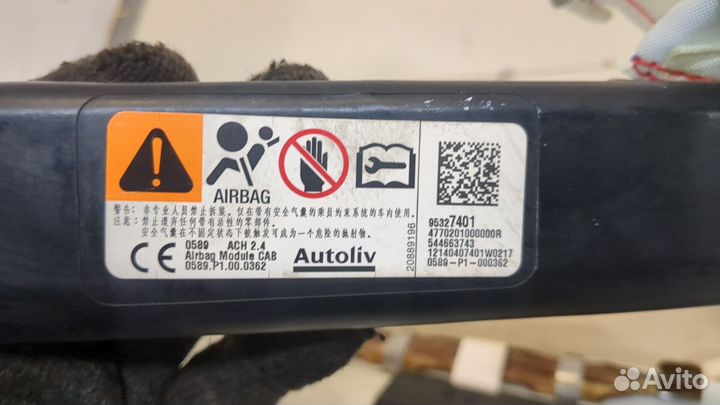 AIRBAG
警告: 非专业人员禁止拆装。仅在带有安全气囊的乘员约束系统的车内使用。
注意: 禁止遗弃任何带有活性的零部件。
安全气囊在不固定状态下被触发可成为一个危险的抛射物。
CE
0589 ACH 2.4
Airbag Module CAB
0589.P1.00.0362
Autoliv
20889196
95327401
4770201000000R
544663743
12140407401W0217
0589-P1-000362
Avito